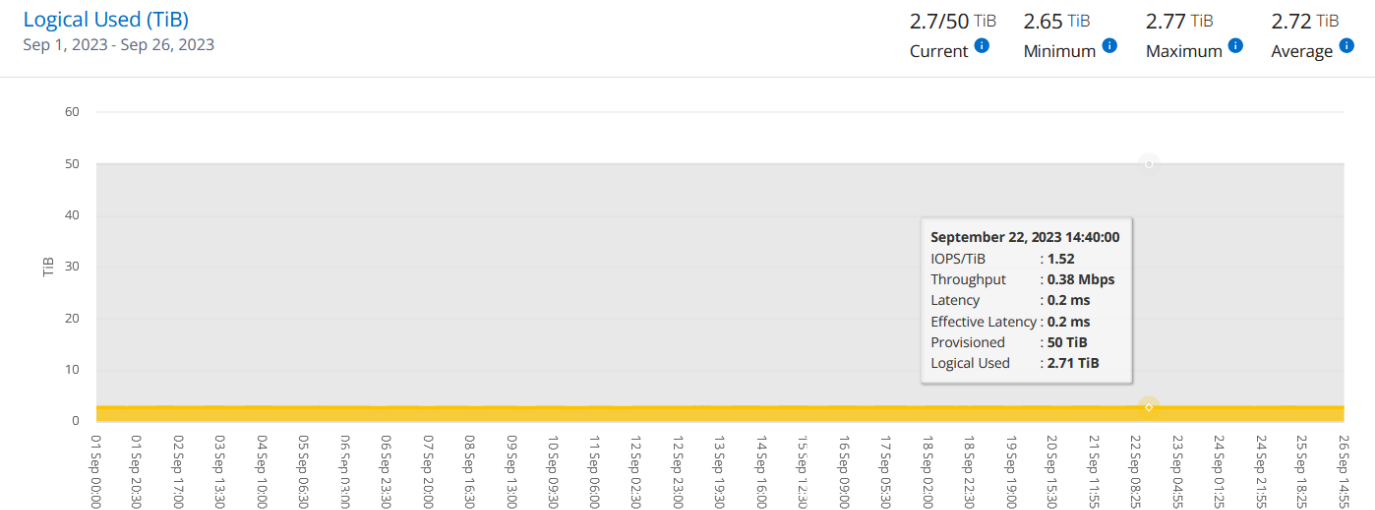 Logical Used (TiB)
Sep 1, 2023 - Sep 26, 2023
2.7/50 TiB
Current
2.65 TiB
Minimum
2.77 TiB
Maximum
2.72 TiB
Average
60
50
40
30
20
10
0
TiB
September 22, 2023 14:40:00
IOPS/TiB : 1.52
Throughput : 0.38 Mbps
Latency : 0.2 ms
Effective Latency : 0.2 ms
Provisioned : 50 TiB
Logical Used : 2.71 TiB
01 Sep 00:00
01 Sep 20:30
02 Sep 17:00
03 Sep 13:30
04 Sep 10:00
05 Sep 06:30
06 Sep 03:00
06 Sep 23:30
07 Sep 20:00
08 Sep 16:30
09 Sep 13:00
10 Sep 09:30
11 Sep 06:00
12 Sep 02:30
12 Sep 23:00
13 Sep 19:30
14 Sep 16:00
15 Sep 12:30
16 Sep 09:00
17 Sep 05:30
18 Sep 02:00
18 Sep 22:30
19 Sep 19:00
20 Sep 15:30
21 Sep 11:55
22 Sep 08:25
23 Sep 04:55
24 Sep 01:25
24 Sep 21:55
25 Sep 18:25
26 Sep 14:55